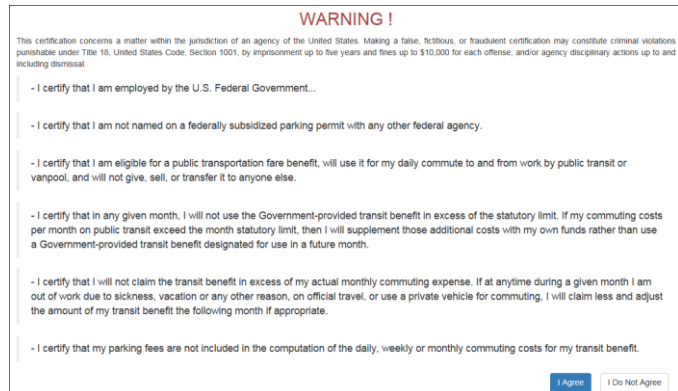 WARNING !
This certification concerns a matter within the jurisdiction of an agency of the United States. Making a false, fictitious, or fraudulent certification may constitute criminal violations
punishable under Title 18, United States Code, Section 1001, by imprisonment up to five years and fines up to $10,000 for each offense, and/or agency disciplinary actions up to and
including dismissal.
- I certify that I am employed by the U.S. Federal Government...
- I certify that I am not named on a federally subsidized parking permit with any other federal agency.
- I certify that I am eligible for a public transportation fare benefit, will use it for my daily commute to and from work by public transit or
vanpool, and will not give, sell, or transfer it to anyone else.
- I certify that in any given month, I will not use the Government-provided transit benefit in excess of the statutory limit. If my commuting costs
per month on public transit exceed the month statutory limit, then I will supplement those additional costs with my own funds rather than use
a Government-provided transit benefit designated for use in a future month.
- I certify that I will not claim the transit benefit in excess of my actual monthly commuting expense. If at anytime during a given month I am
out of work due to sickness, vacation or any other reason, on official travel, or use a private vehicle for commuting, I will claim less and adjust
the amount of my transit benefit the following month if appropriate.
- I certify that my parking fees are not included in the computation of the daily, weekly or monthly commuting costs for my transit benefit.
I Agree I Do Not Agree